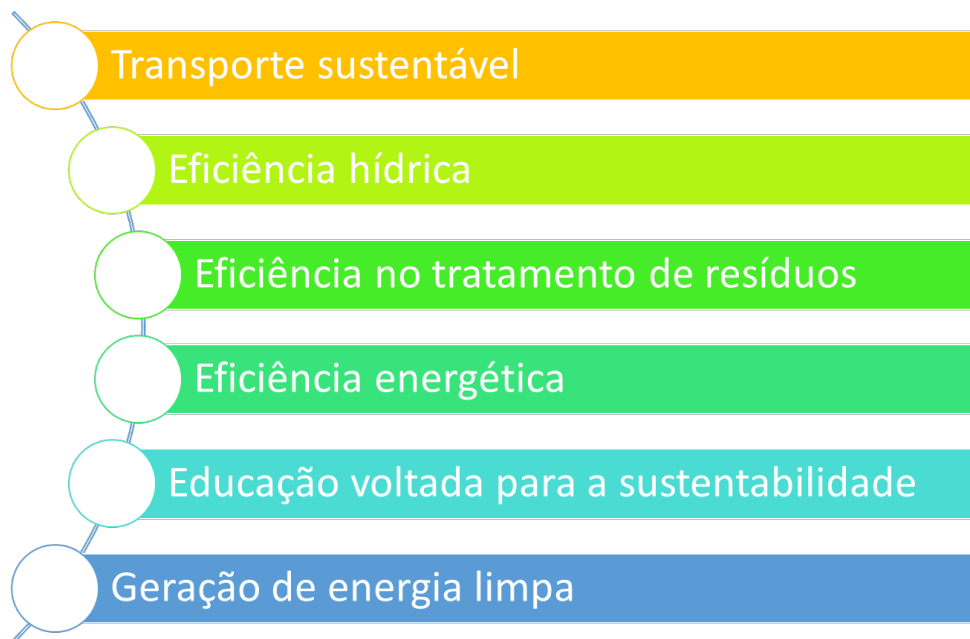 Transporte sustentável
Eficiência hídrica
Eficiência no tratamento de resíduos
Eficiência energética
Educação voltada para a sustentabilidade
Geração de energia limpa